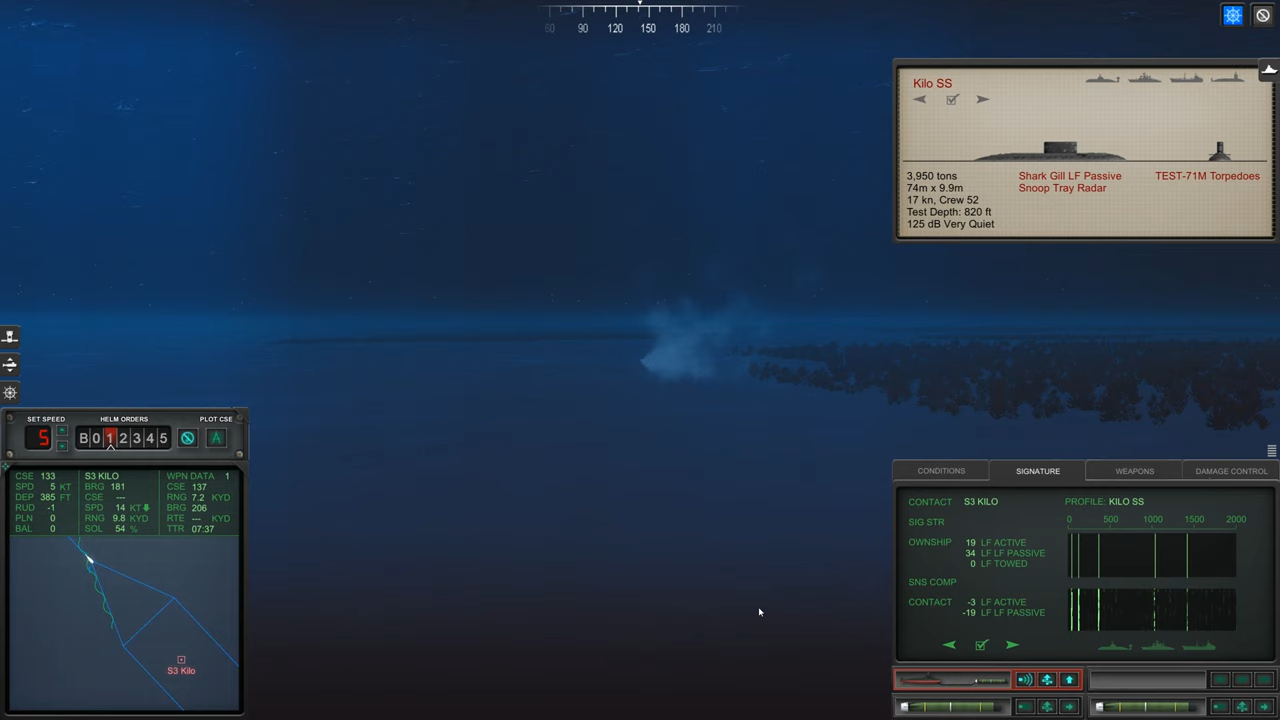 60 90 120 150 180 210
Kilo SS
3,950 tons
74m x 9.9m
17 kn, Crew 52
Test Depth: 820 ft
125 dB Very Quiet
Shark Gill LF Passive
Snoop Tray Radar
TEST-71M Torpedoes
SET SPEED HELM ORDERS PLOT CSE
5 B 0 1 2 3 4 5 A
CSE 133
SPD 5 KT
DEP 385 FT
RUD -1
PLN 0
BAL 0
S3 KILO
BRG 181
CSE ---
SPD 14 KT
RNG 9.8 KYD
SOL 54 %
WPN DATA 1
CSE 137
RNG 7.2 KYD
BRG 206
RTE --- KYD
TTR 07:37
S3 Kilo
CONDITIONS SIGNATURE WEAPONS DAMAGE CONTROL
CONTACT S3 KILO
SIG STR
OWNSHIP 19 LF ACTIVE
34 LF LF PASSIVE
0 LF TOWED
SNS COMP
CONTACT -3 LF ACTIVE
-19 LF PASSIVE
PROFILE: KILO SS
0 500 1000 1500 2000